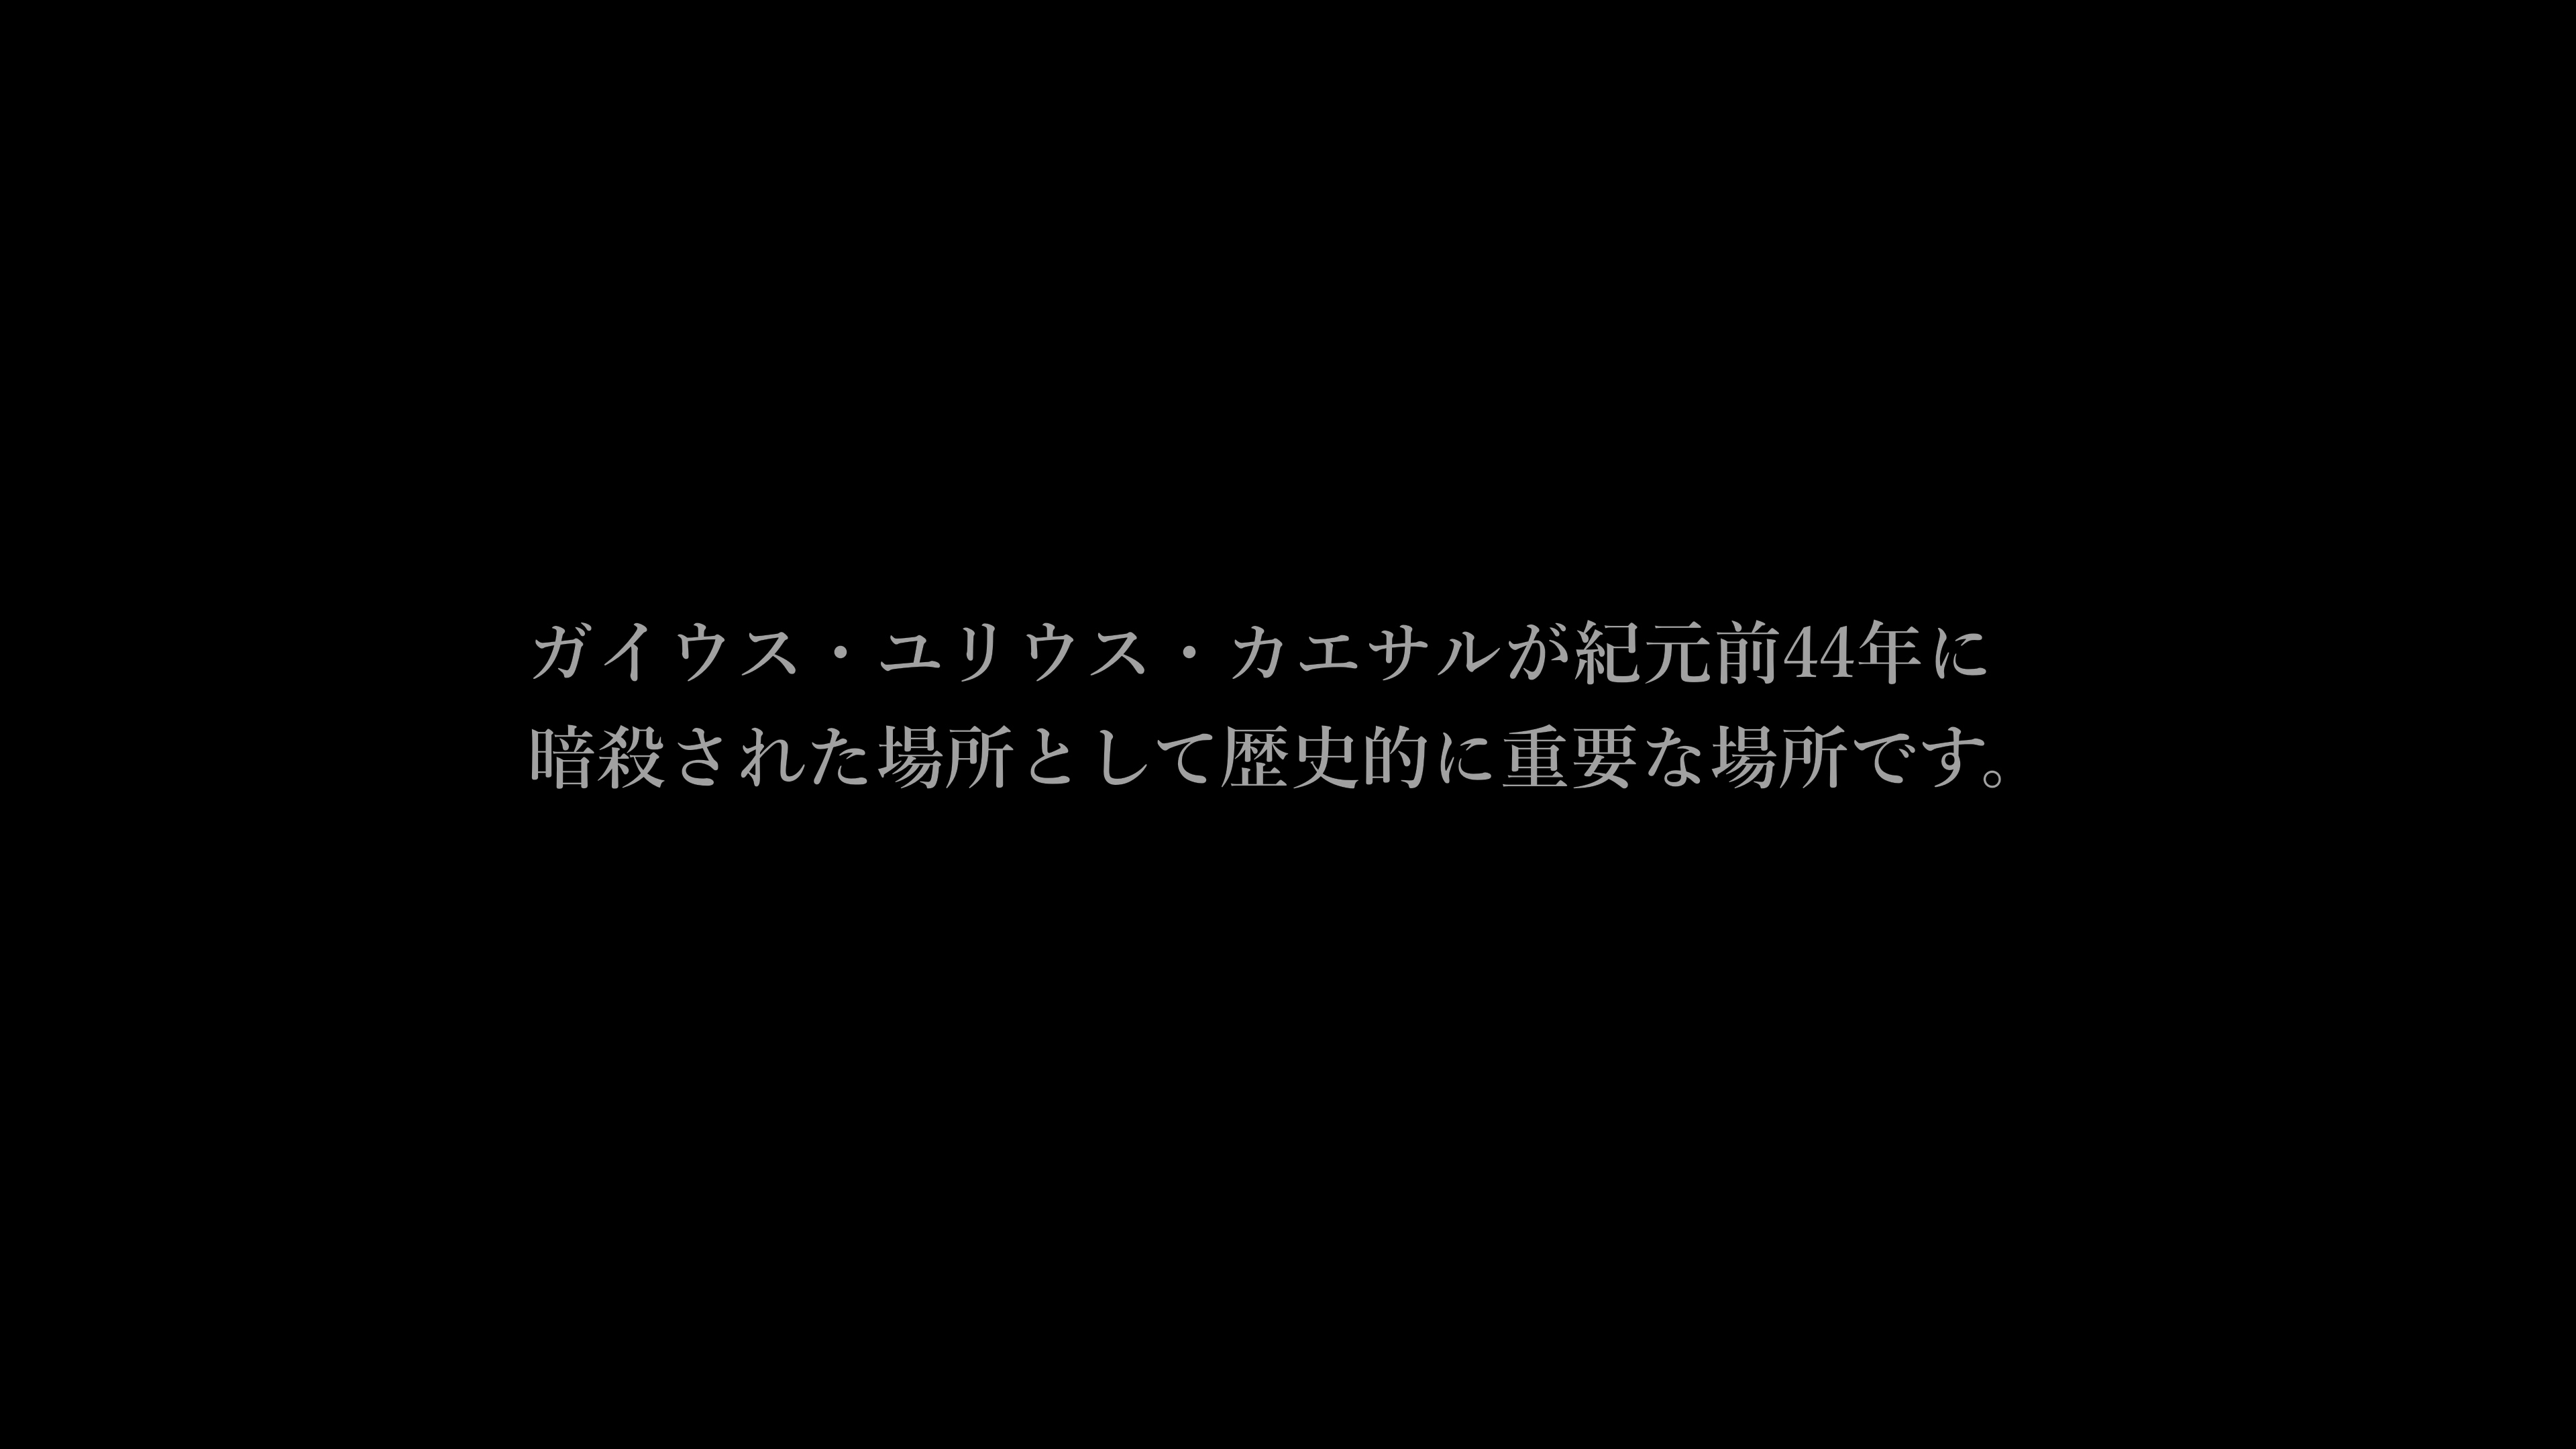 ガイウス・ユリウス・カエサルが紀元前44年に
暗殺された場所として歴史的に重要な場所です。